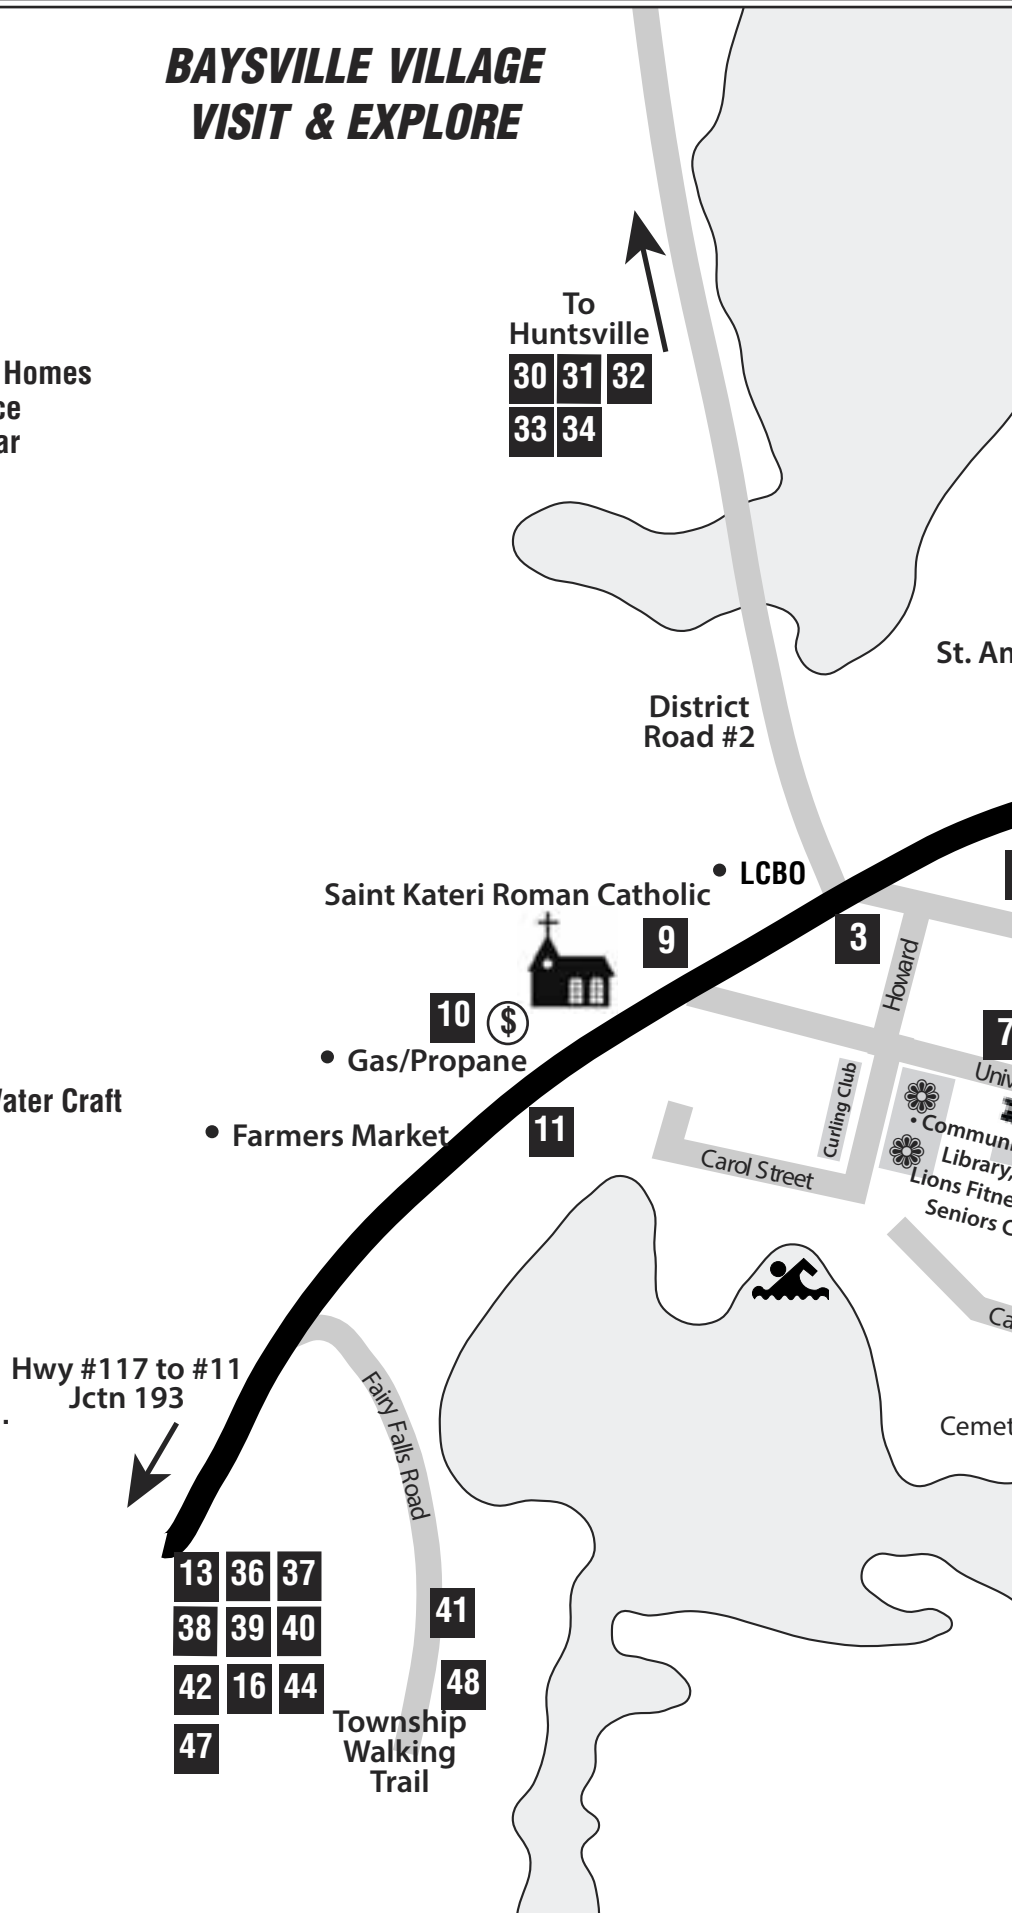 BAYSVILLE VILLAGE
VISIT & EXPLORE
To
Huntsville
30 31 32
33 34
Homes
St.
District
Road #2
LCBO
Saint Kateri Roman Catholic
9
3
Howard
10 $
Gas/Propane
7
Water Craft
Farmers Market
11
Curling Club
Carol Street
Library,
Lions
Seniors
Hwy #117 to #11
Jctn 193
Fairy Falls Road
13 36 37
38 39 40
42 16 44
47
41
48
Township
Walking
Trail